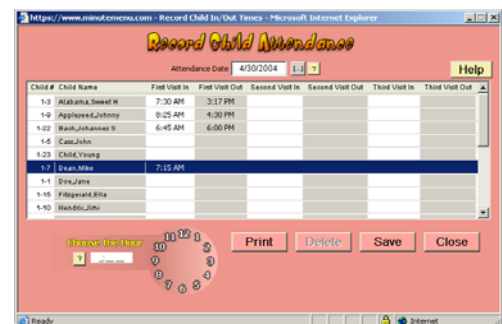 https://www.minutemenu.com - Record Child In/Out Times - Microsoft Internet Explorer
Record Child Attendance
Attendance Date 4/30/2004 [..] ?
Help
Child # Child Name First Visit In First Visit Out Second Visit In Second Visit Out Third Visit In Third Visit Out
1-3 Alabama,Sweet H 7:30 AM 3:17 PM
1-9 Appleseed,Johnny 8:25 AM 4:30 PM
1-22 Bach,Johannes S 6:45 AM 6:00 PM
1-5 Cash,John
1-23 Child,Young
1-7 Dean,Mike 7:15 AM
1-1 Doe,Jane
1-15 Fitzgerald,Ella
1-10 Hendrix,Jimi
Choose the Hour
?
12
11 1
10 2
9 3
8 4
7 6 5
Print Delete Save Close
Ready Internet